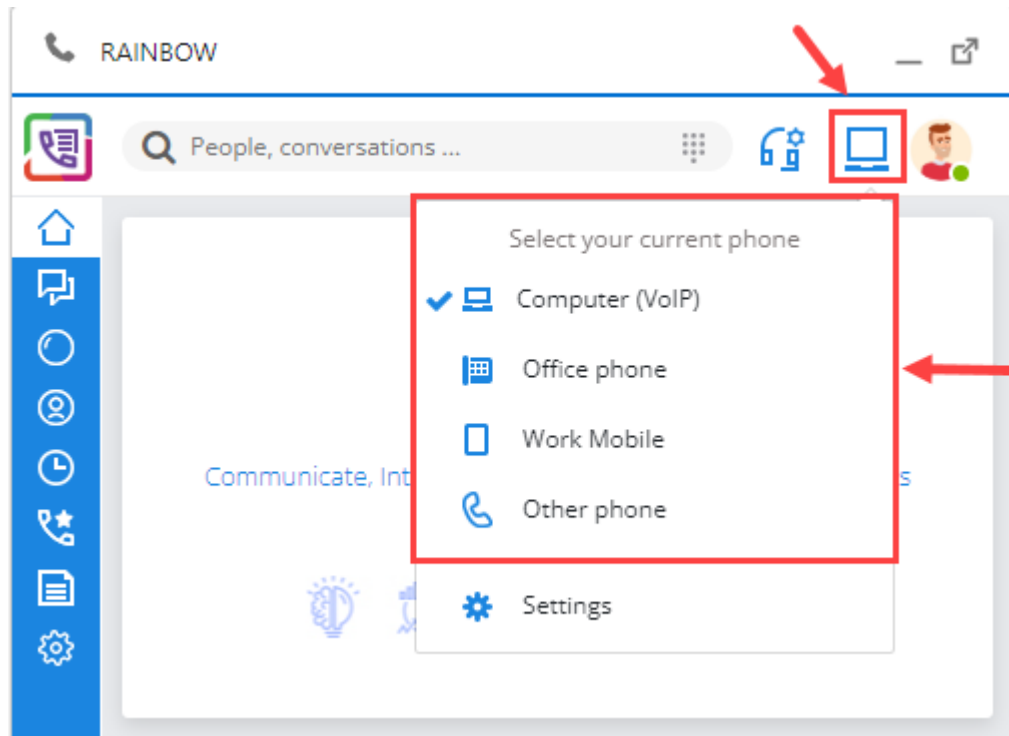 RAINBOW
People, conversations ...
Select your current phone
Computer (VoIP)
Office phone
Work Mobile
Other phone
Communicate, Int
s
Settings